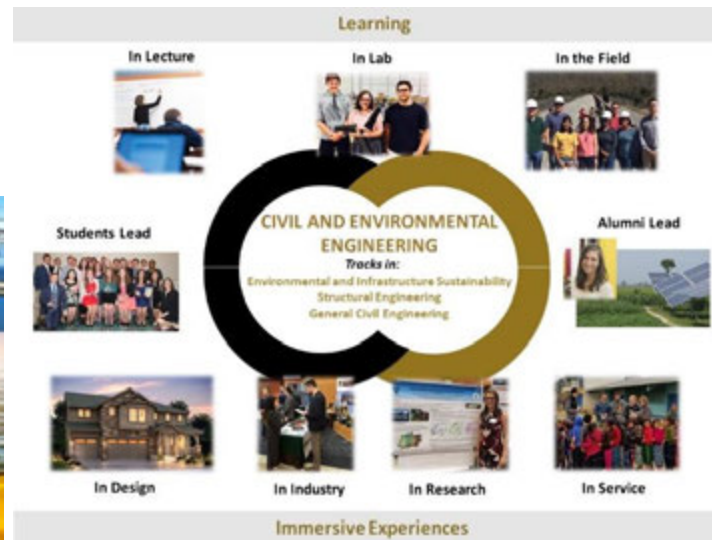 Learning
In Lecture
In Lab
In the Field
CIVIL AND ENVIRONMENTAL
ENGINEERING
Tracks in:
Environmental and Infrastructure Sustainability
Structural Engineering
General Civil Engineering
Students Lead
Alumni Lead
In Design
In Industry
In Research
In Service
Immersive Experiences